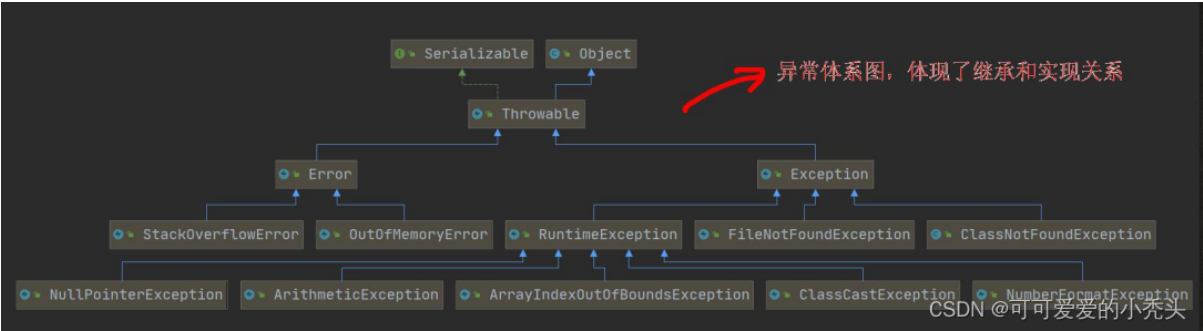 Serializable
Object
异常体系图，体现了继承和实现关系
Throwable
Error
Exception
StackOverflowError
OutOfMemoryError
RuntimeException
FileNotFoundException
ClassNotFoundException
NullPointerException
ArithmeticException
ArrayIndexOutOfBoundsException
ClassCastException
NumberFormatException
CSDN @可可爱爱的小秃头